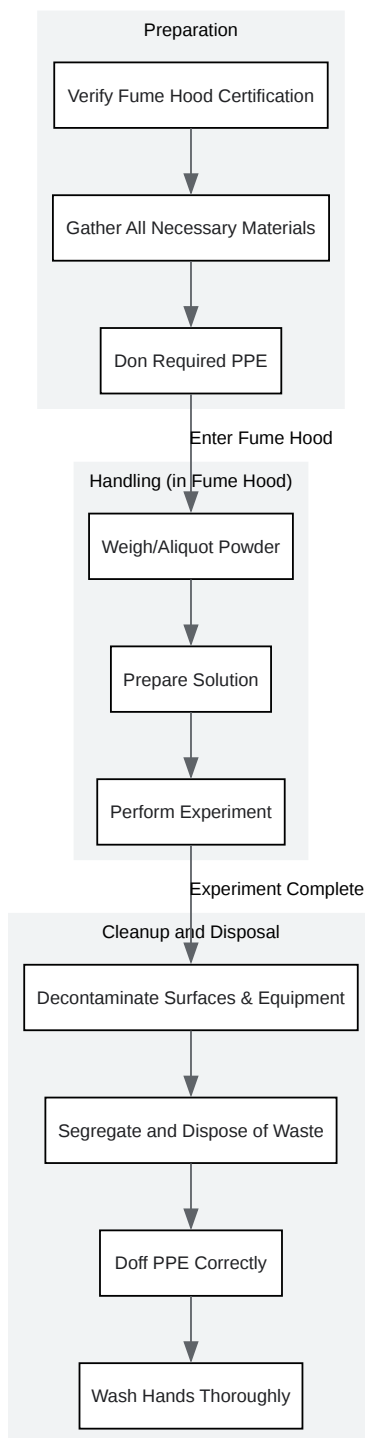 Preparation
Verify Fume Hood Certification
Gather All Necessary Materials
Don Required PPE
Enter Fume Hood
Handling (in Fume Hood)
Weigh/Aliquot Powder
Prepare Solution
Perform Experiment
Experiment Complete
Cleanup and Disposal
Decontaminate Surfaces & Equipment
Segregate and Dispose of Waste
Doff PPE Correctly
Wash Hands Thoroughly